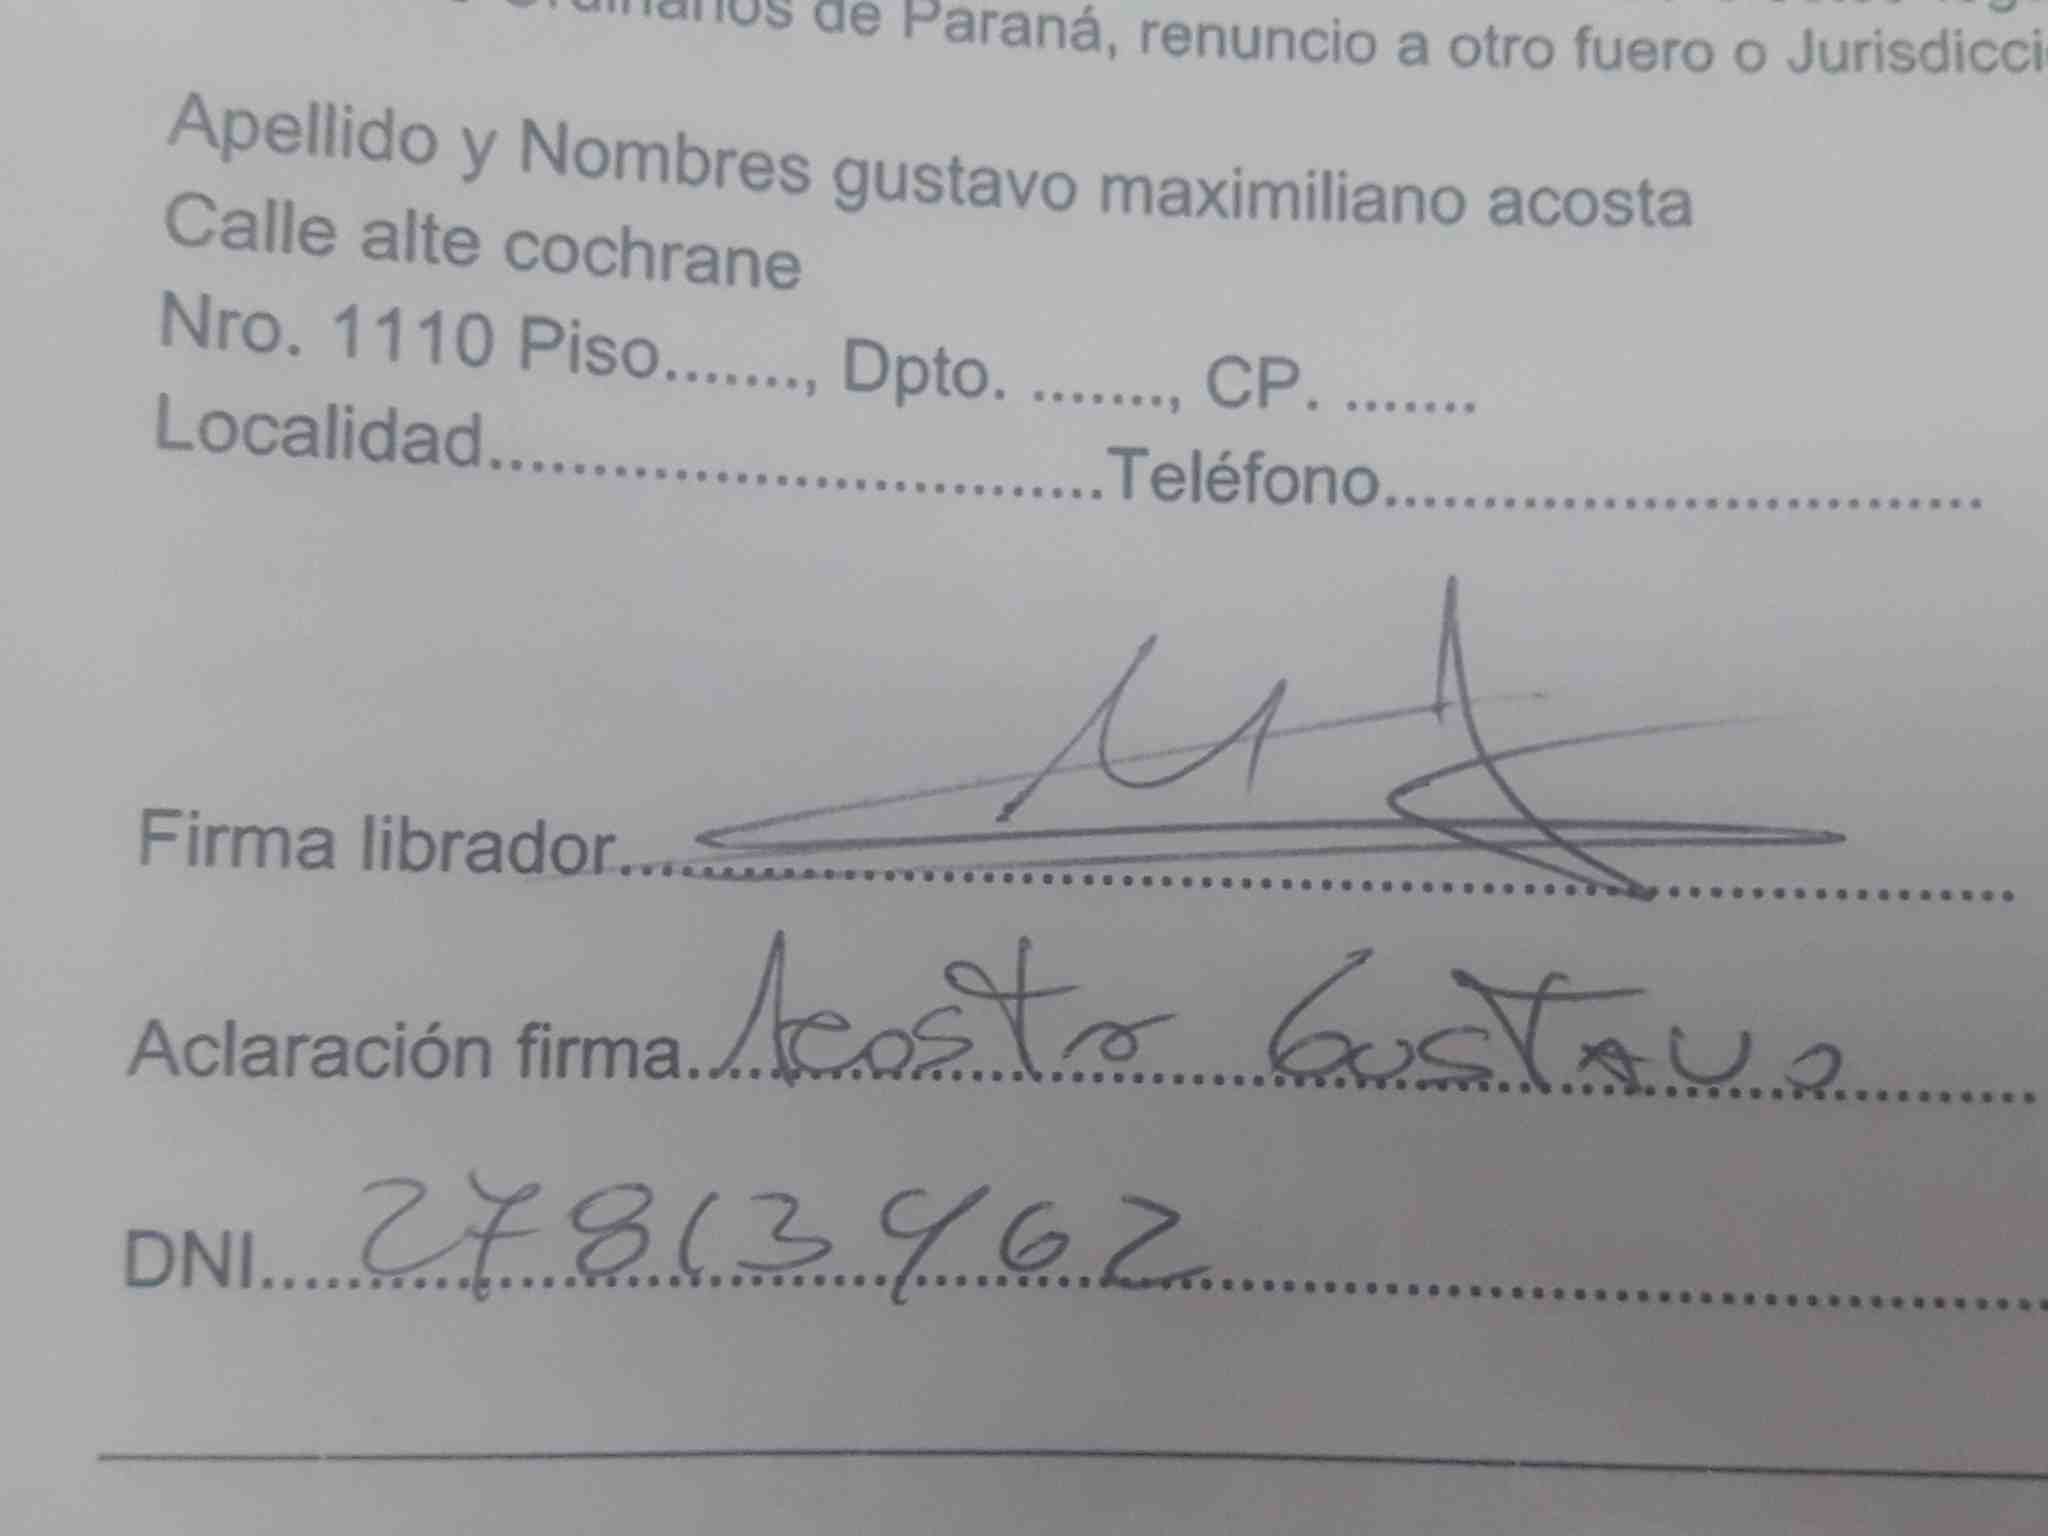 Ordinarios de Paraná, renuncio a otro fuero o Jurisdicci
Apellido y Nombres gustavo maximiliano acosta
Calle alte cochrane
Nro. 1110 Piso......., Dpto. ......., CP. .......
Localidad..............................Teléfono..............................
Firma librador..............................
Aclaración firma. Acosta Gustavo
DNI.... 27813962